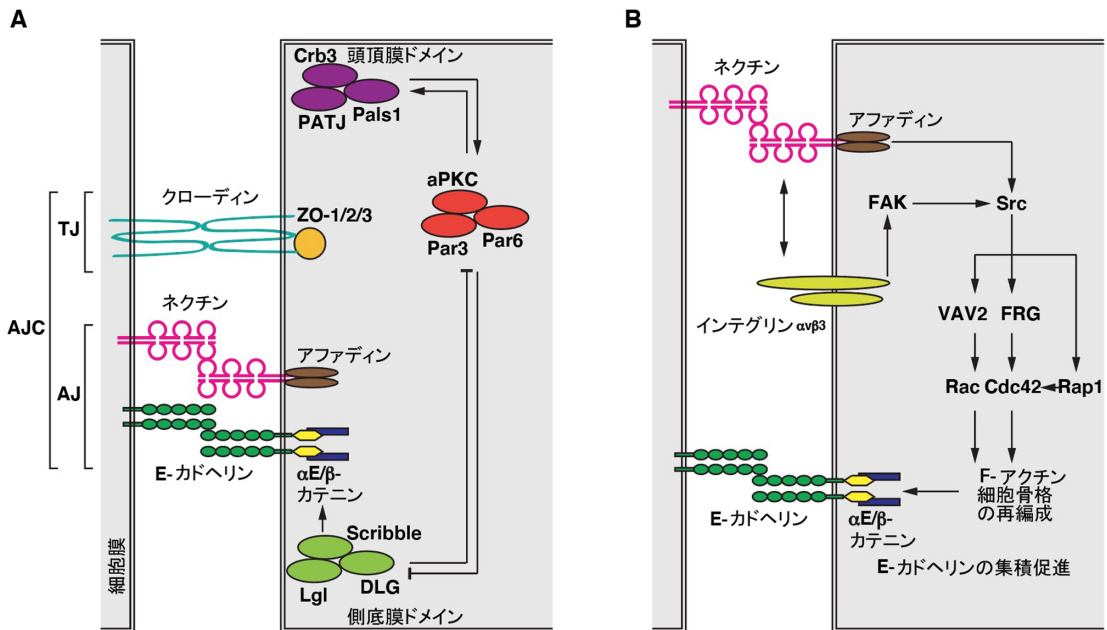 A
Crb3 頭頂膜ドメイン
PATJ
Pals1
aPKC
Par3
Par6
クローディン
ZO-1/2/3
TJ
AJC
AJ
ネクチン
アファディン
E-カドヘリン
αE/β-
カテニン
Scribble
Lgl
DLG
側底膜ドメイン
細胞膜
B
ネクチン
アファディン
FAK
Src
インテグリン αvβ3
VAV2
FRG
Rac
Cdc42
Rap1
F-アクチン
細胞骨格
の再編成
E-カドヘリン
αE/β-
カテニン
E-カドヘリンの集積促進